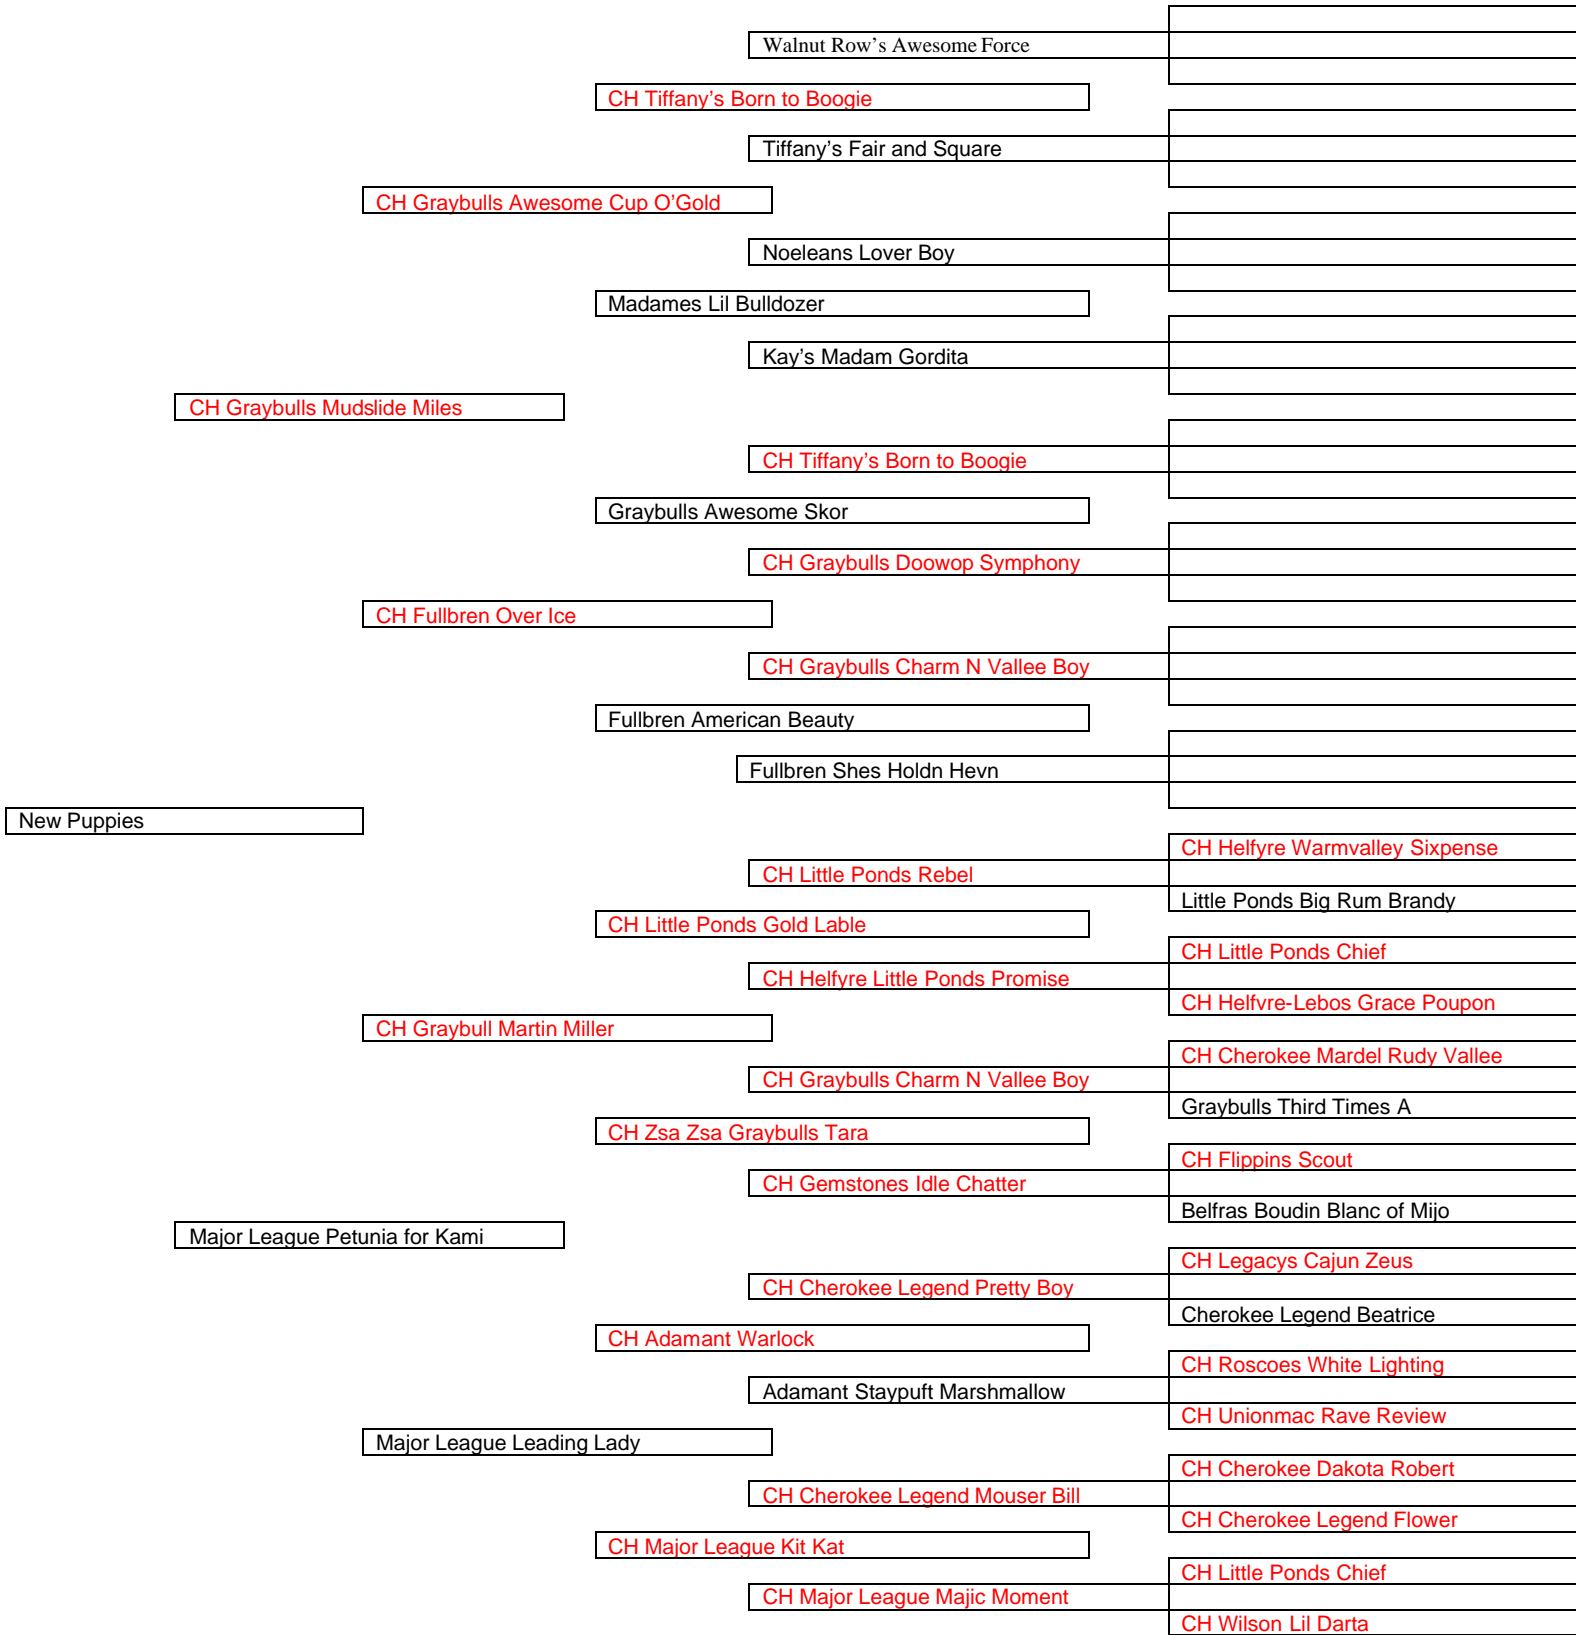 Walnut Row's Awesome Force
CH Tiffany's Born to Boogie
Tiffany's Fair and Square
CH Graybulls Awesome Cup O'Gold
Noeleans Lover Boy
Madames Lil Bulldozer
Kay's Madam Gordita
CH Graybulls Mudslide Miles
CH Tiffany's Born to Boogie
Graybulls Awesome Skor
CH Graybulls Doowop Symphony
CH Fullbren Over Ice
CH Graybulls Charm N Vallee Boy
Fullbren American Beauty
Fullbren Shes Holdn Hevn
New Puppies
CH Helfyre Warmvalley Sixpense
CH Little Ponds Rebel
Little Ponds Big Rum Brandy
CH Little Ponds Gold Lable
CH Little Ponds Chief
CH Helfyre Little Ponds Promise
CH Helfvre-Lebos Grace Poupon
CH Graybull Martin Miller
CH Cherokee Mardel Rudy Vallee
CH Graybulls Charm N Vallee Boy
Graybulls Third Times A
CH Zsa Zsa Graybulls Tara
CH Flippins Scout
CH Gemstones Idle Chatter
Belfras Boudin Blanc of Mijo
Major League Petunia for Kami
CH Legacys Cajun Zeus
CH Cherokee Legend Pretty Boy
Cherokee Legend Beatrice
CH Adamant Warlock
CH Roscoes White Lighting
Adamant Staypuft Marshmallow
CH Unionmac Rave Review
Major League Leading Lady
CH Cherokee Dakota Robert
CH Cherokee Legend Mouser Bill
CH Cherokee Legend Flower
CH Major League Kit Kat
CH Little Ponds Chief
CH Major League Majic Moment
CH Wilson Lil Darta